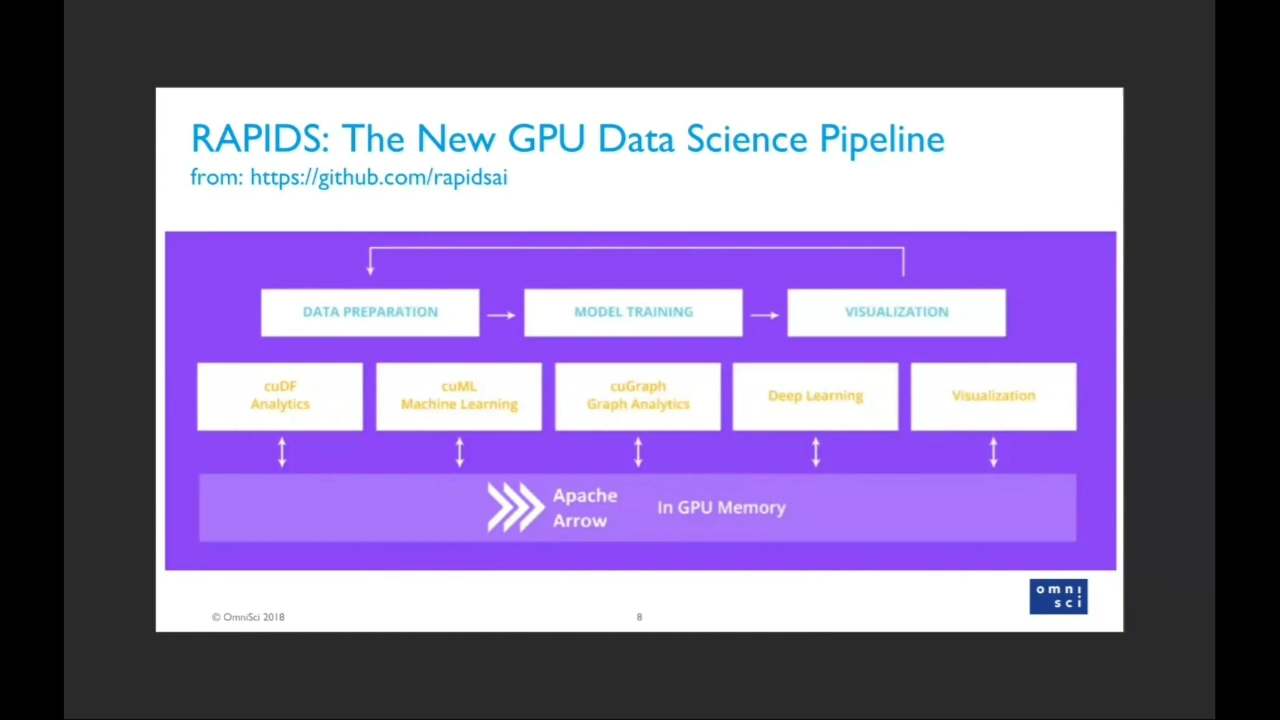 RAPIDS: The New GPU Data Science Pipeline
from: https://github.com/rapidsai
DATA PREPARATION
MODEL TRAINING
VISUALIZATION
cuDF
Analytics
cuML
Machine Learning
cuGraph
Graph Analytics
Deep Learning
Visualization
Apache
Arrow
In GPU Memory
© OmniSci 2018
8
omni
sci